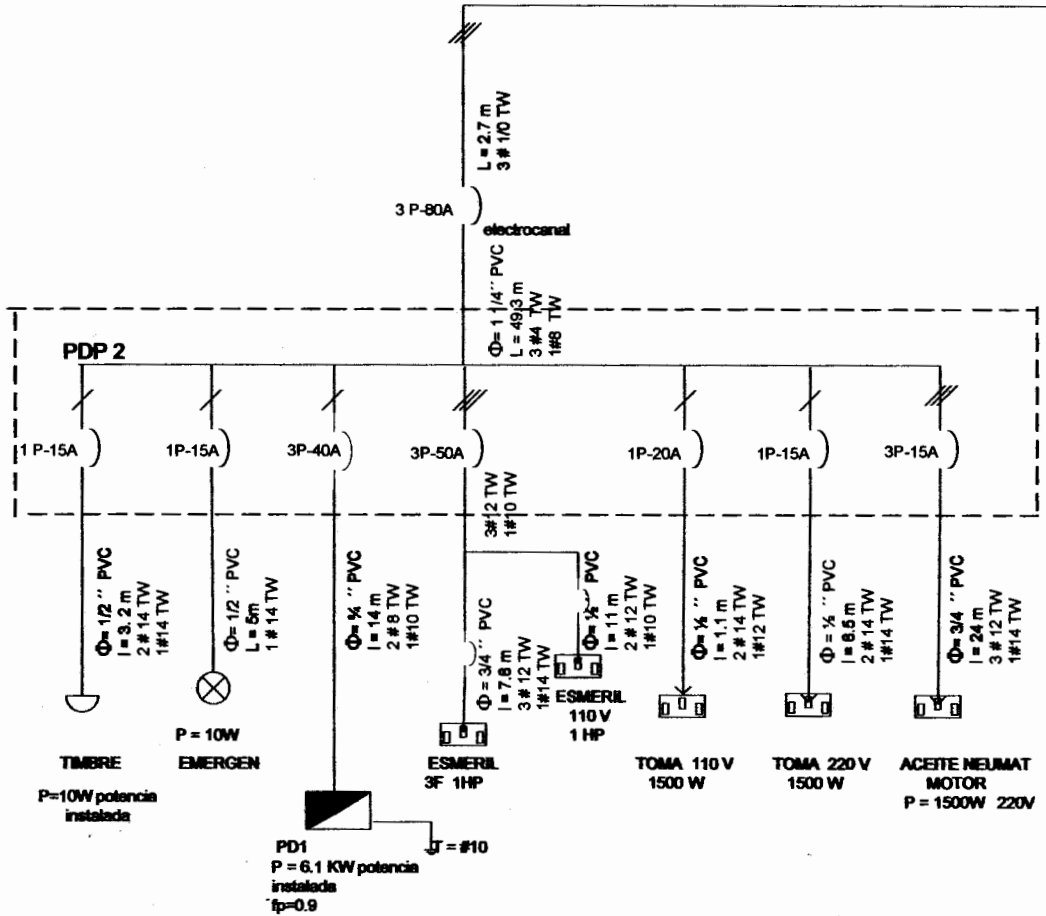 L = 2.7 m
3 # 1/0 TW
3 P-80A
electrocanal
Φ= 1 1/4´´ PVC
L = 49.3 m
3 #4 TW
1#8 TW
PDP 2
1 P-15A
1P-15A
3P-40A
3P-50A
1P-20A
1P-15A
3P-15A
3#12 TW
1#10 TW
Φ= 1/2 ´´ PVC
l = 3.2 m
2 # 14 TW
1#14 TW
Φ= 1/2 ´´ PVC
L = 5m
1 # 14 TW
Φ= ¾ ´´ PVC
l = 14 m
2 # 8 TW
1#10 TW
Φ= 3/4´´ PVC
l = 7.8 m
3 # 12 TW
1#14 TW
Φ= ½´´ PVC
l = 11 m
2 # 12 TW
1#10 TW
Φ= ½ ´´ PVC
l = 1.1 m
2 # 14 TW
1#12 TW
Φ = ½ ´´ PVC
l = 8.5m
2 # 14 TW
1#14 TW
Φ= 3/4 ´´ PVC
l = 24 m
3 # 12 TW
1#14 TW
TIMBRE
P=10W potencia
instalada
P = 10W
EMERGEN
PD1
P = 6.1 KW potencia
instalada
fp=0.9
T = #10
ESMERIL
3F 1HP
ESMERIL
110 V
1 HP
TOMA 110 V
1500 W
TOMA 220 V
1500 W
ACEITE NEUMAT
MOTOR
P = 1500W 220V